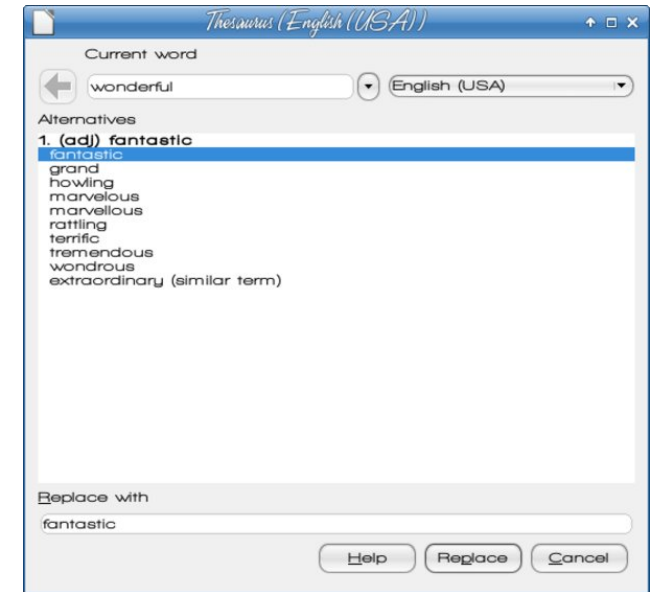 Thesaurus (English (USA))
Current word
wonderful
English (USA)
Alternatives
1. (adj) fantastic
fantastic
grand
howling
marvelous
marvellous
rattling
terrific
tremendous
wondrous
extraordinary (similar term)
Replace with
fantastic
Help Replace Cancel